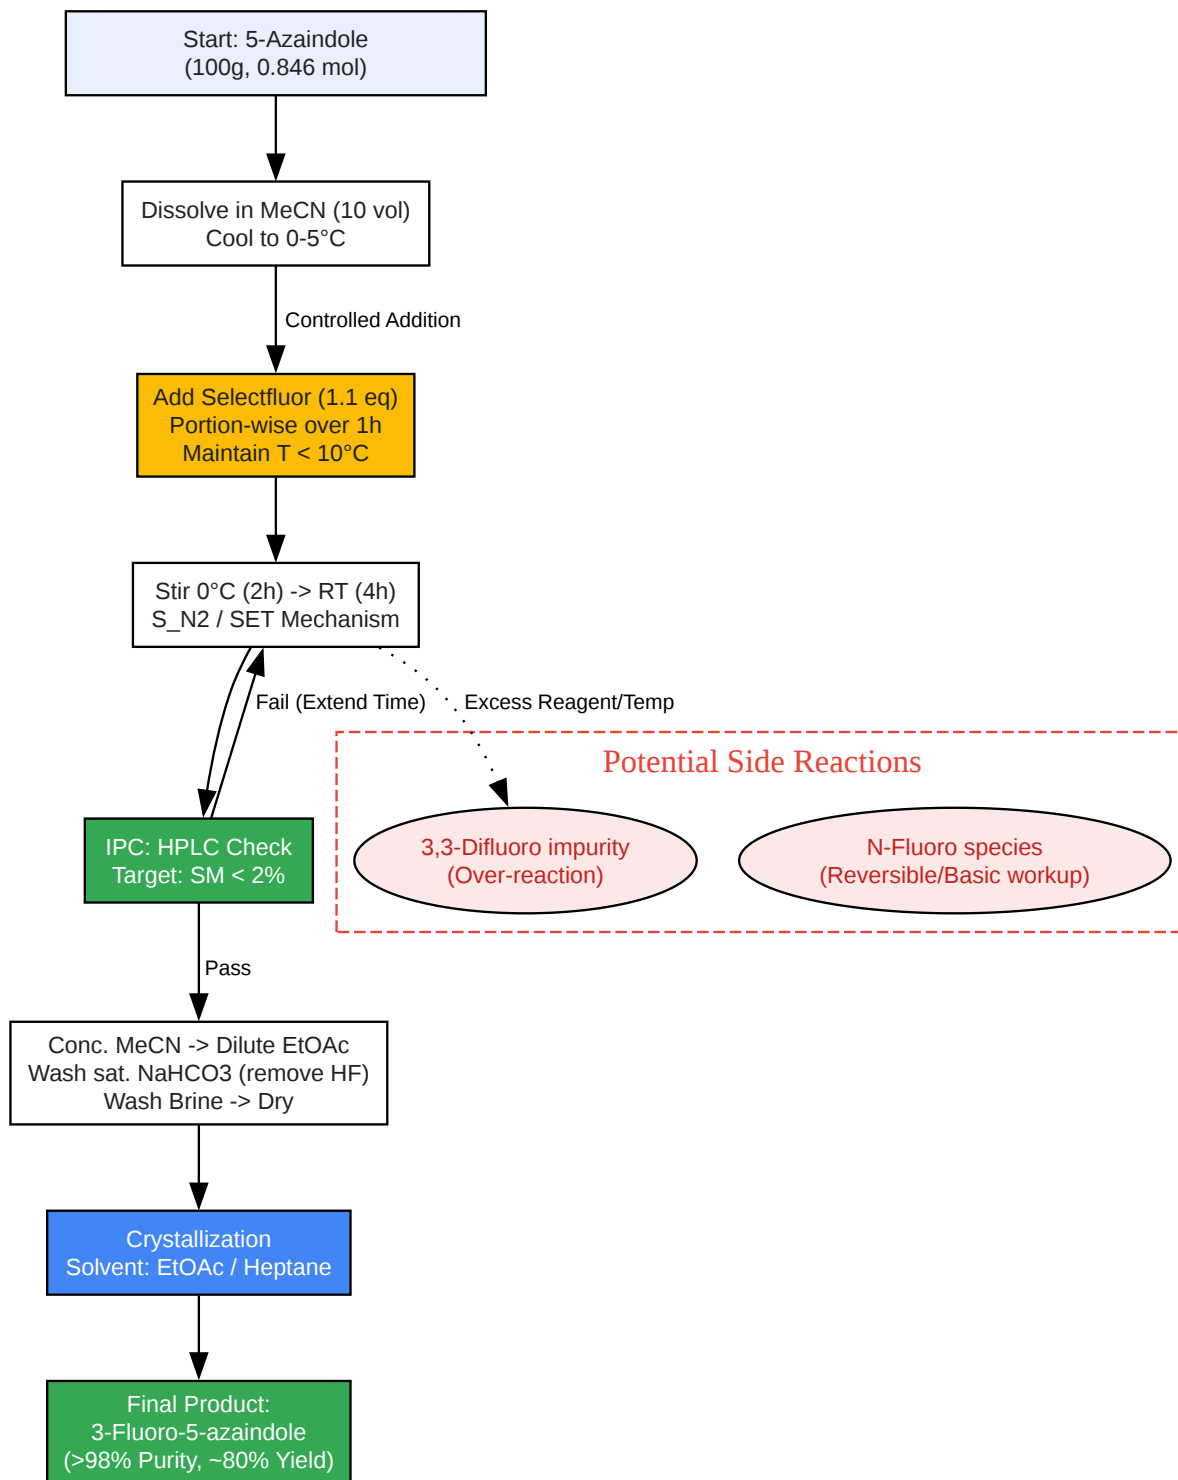 Start: 5-Azaindole
(100g, 0.846 mol)
Dissolve in MeCN (10 vol)
Cool to 0-5°C
Controlled Addition
Add Selectfluor (1.1 eq)
Portion-wise over 1h
Maintain T < 10°C
Stir 0°C (2h) -> RT (4h)
S_N2 / SET Mechanism
Fail (Extend Time)
Excess Reagent/Temp
Potential Side Reactions
3,3-Difluoro impurity
(Over-reaction)
N-Fluoro species
(Reversible/Basic workup)
IPC: HPLC Check
Target: SM < 2%
Pass
Conc. MeCN -> Dilute EtOAc
Wash sat. NaHCO3 (remove HF)
Wash Brine -> Dry
Crystallization
Solvent: EtOAc / Heptane
Final Product:
3-Fluoro-5-azaindole
(>98% Purity, ~80% Yield)